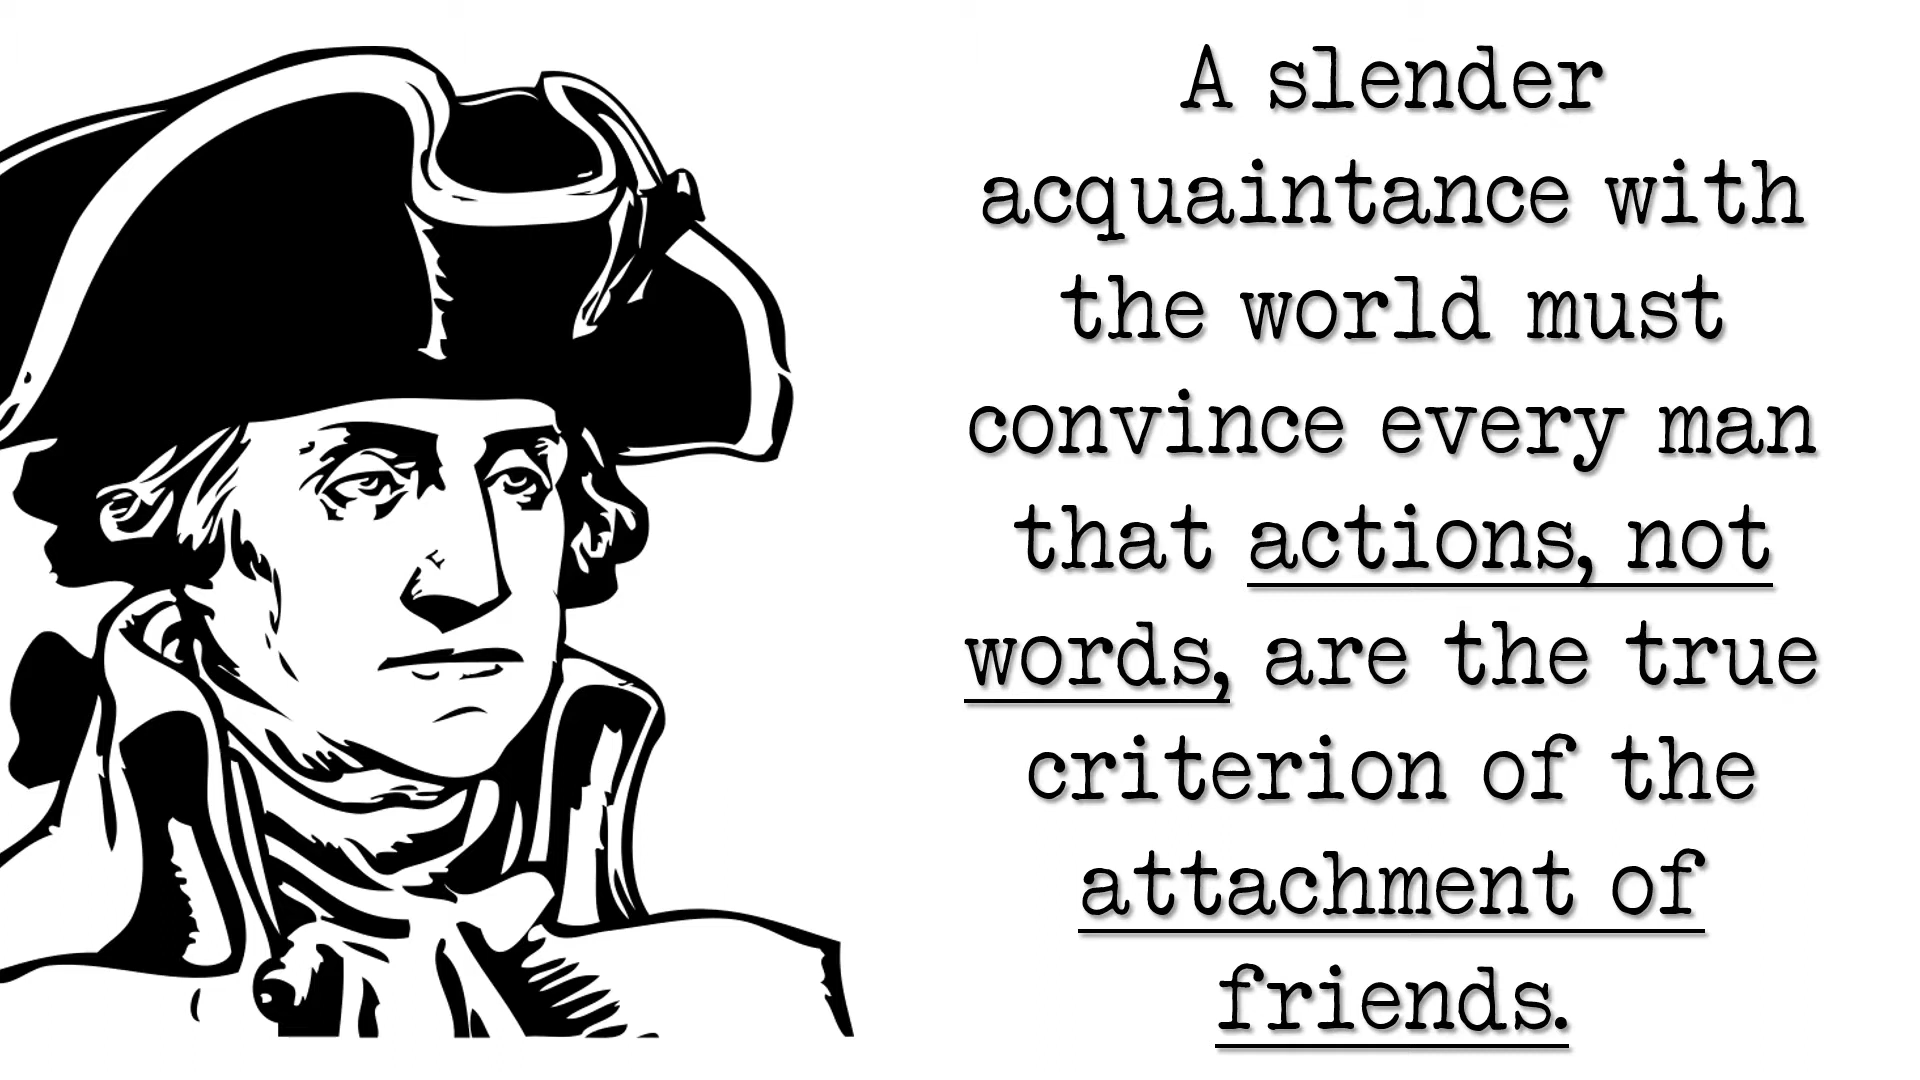 A slender
acquaintance with
the world must
convince every man
that actions, not
words, are the true
criterion of the
attachment of
friends.